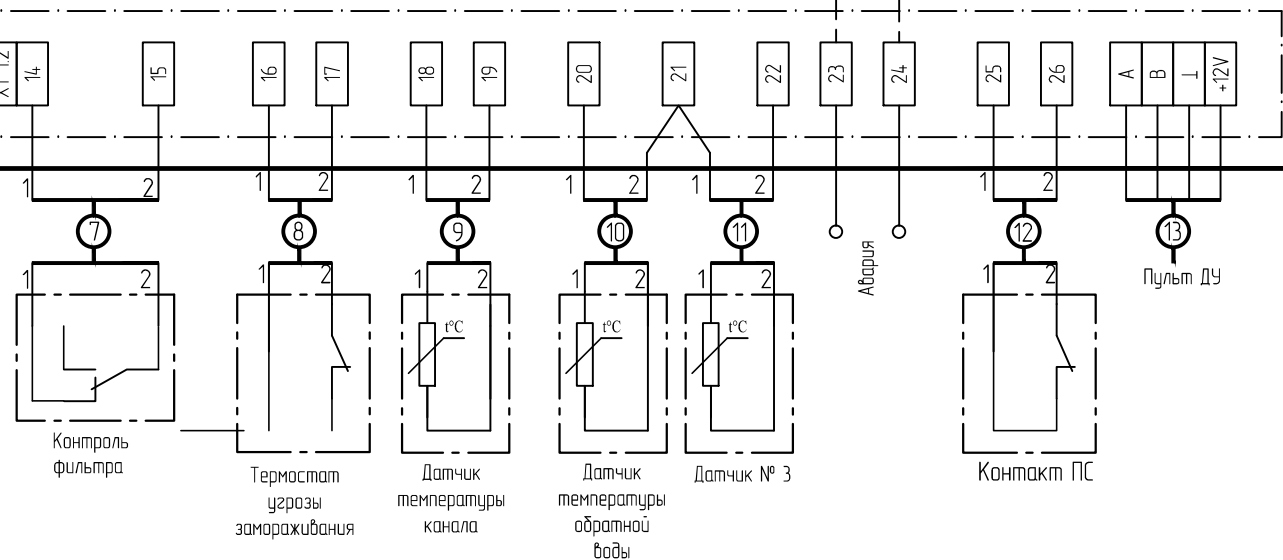 XT 1.2
14
15
16
17
18
19
20
21
22
23
24
25
26
A
B
⊥
+12V
1 2
1 2
1 2
1 2
1 2
1 2
7
8
9
10
11
12
13
Авария
Пульт ДУ
1 2
1 2
1 2
1 2
1 2
1 2
t°C
t°C
t°C
Контроль
фильтра
Термостат
угрозы
замораживания
Датчик
температуры
канала
Датчик
температуры
обратной
воды
Датчик № 3
Контакт ПС